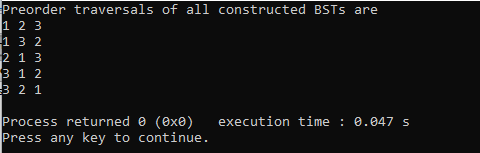 Preorder traversals of all constructed BSTs are
1 2 3
1 3 2
2 1 3
3 1 2
3 2 1
Process returned 0 (0x0)   execution time : 0.047 s
Press any key to continue.